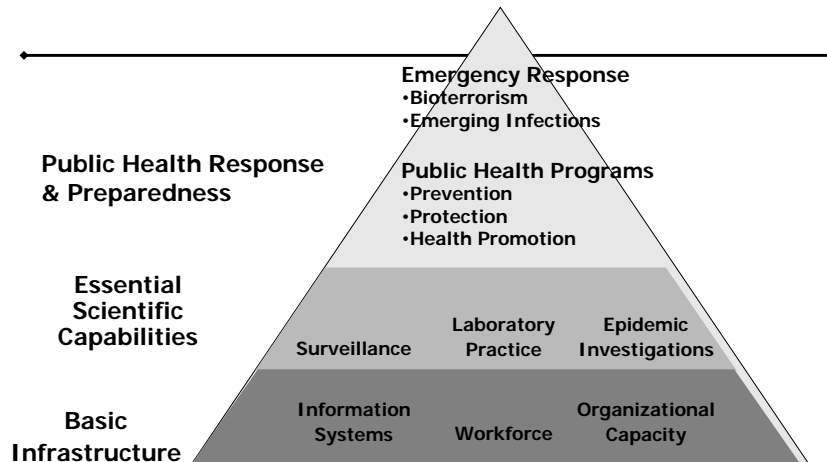 Emergency Response
•Bioterrorism
•Emerging Infections
Public Health Response
& Preparedness
Public Health Programs
•Prevention
•Protection
•Health Promotion
Essential
Scientific
Capabilities
Surveillance
Laboratory
Practice
Epidemic
Investigations
Basic
Infrastructure
Information
Systems
Workforce
Organizational
Capacity